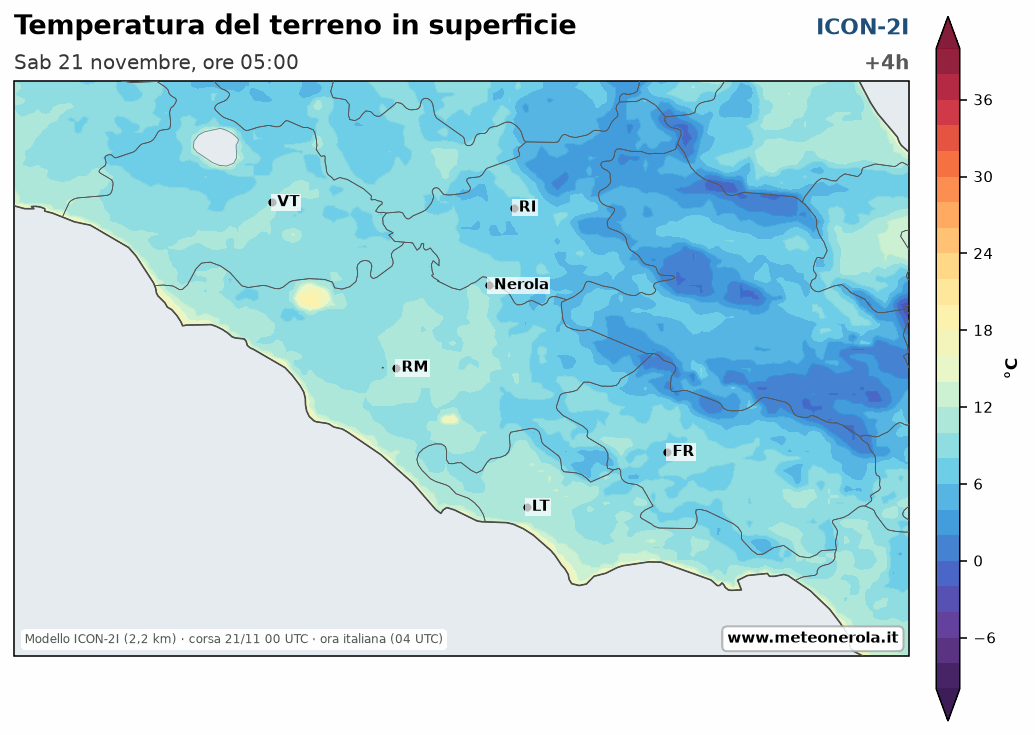 Temperatura del terreno in superficie
ICON-2I
Sab 21 novembre, ore 05:00
+4h
VT
RI
Nerola
RM
FR
LT
Modello ICON-2I (2,2 km) · corsa 21/11 00 UTC · ora italiana (04 UTC)
www.meteonerola.it
36
30
24
18
12
6
0
−6
°C